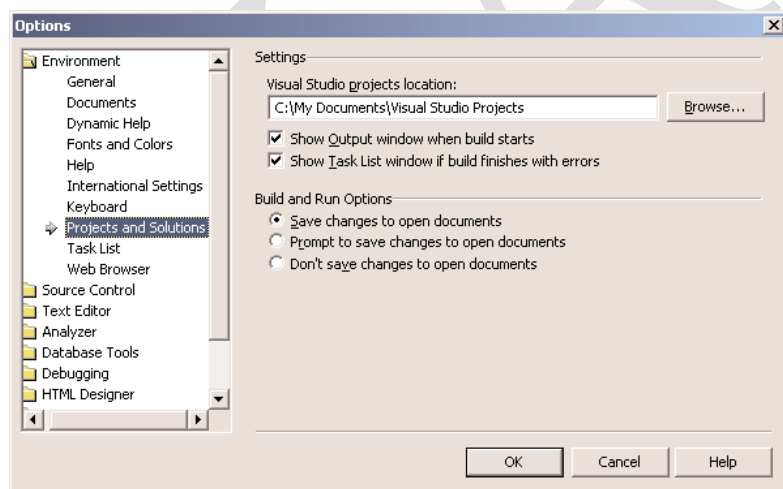 Options
Environment
General
Documents
Dynamic Help
Fonts and Colors
Help
International Settings
Keyboard
Projects and Solutions
Task List
Web Browser
Source Control
Text Editor
Analyzer
Database Tools
Debugging
HTML Designer
Settings
Visual Studio projects location:
C:\My Documents\Visual Studio Projects
Browse...
Show Output window when build starts
Show Task List window if build finishes with errors
Build and Run Options
Save changes to open documents
Prompt to save changes to open documents
Don't save changes to open documents
OK
Cancel
Help